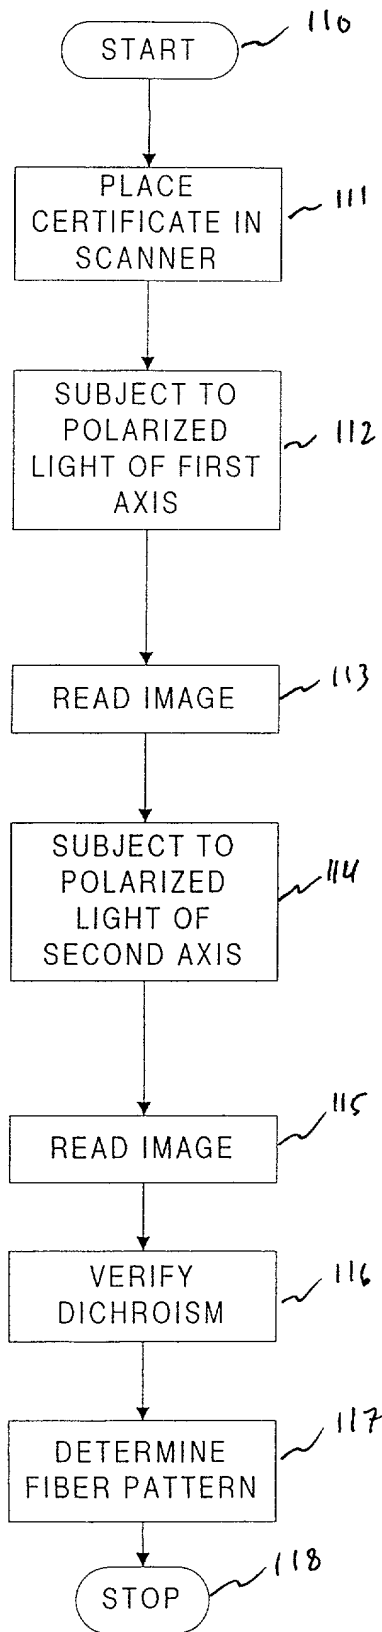 110
START
PLACE
CERTIFICATE IN
SCANNER
111
SUBJECT TO
POLARIZED
LIGHT OF FIRST
AXIS
112
113
READ IMAGE
SUBJECT TO
POLARIZED
LIGHT OF
SECOND AXIS
114
115
READ IMAGE
VERIFY
DICHROISM
116
DETERMINE
FIBER PATTERN
117
STOP
118